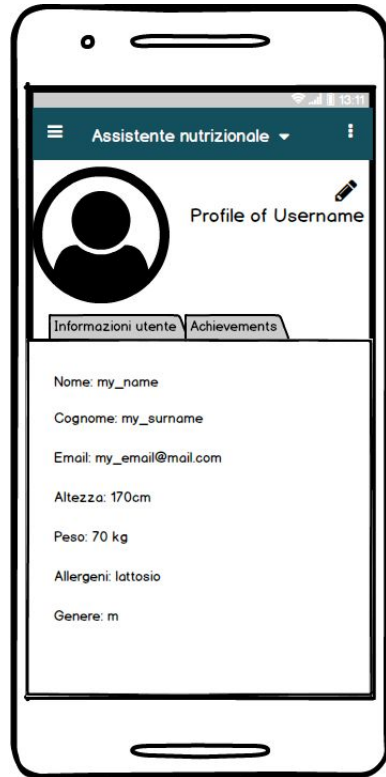 13:11
Assistente nutrizionale
Profile of Username
Informazioni utente
Achievements
Nome: my_name
Cognome: my_surname
Email: my_email@mail.com
Altezza: 170cm
Peso: 70 kg
Allergeni: lattosio
Genere: m